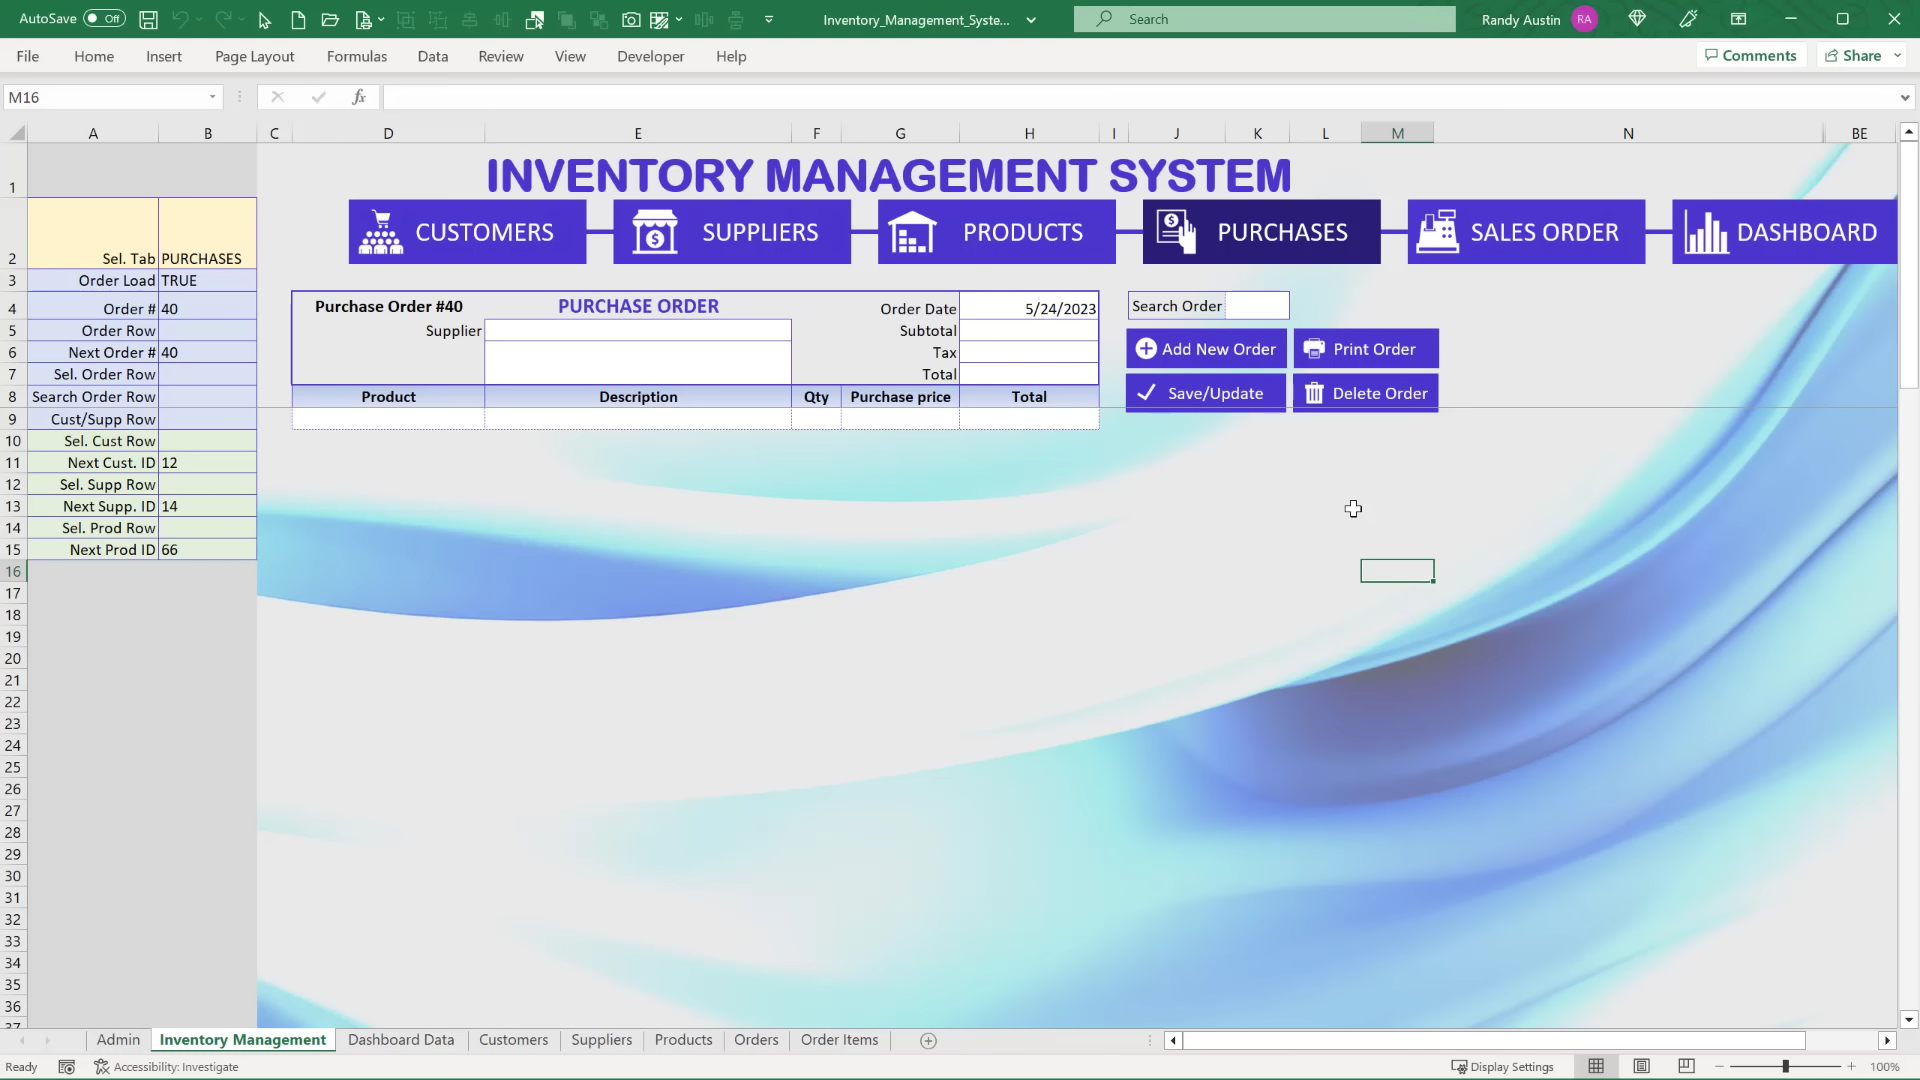 AutoSave Off Inventory_Management_Syste... Search Randy Austin RA
File Home Insert Page Layout Formulas Data Review View Developer Help Comments Share
M16 fx
A B C D E F G H I J K L M N BE
1 INVENTORY MANAGEMENT SYSTEM
CUSTOMERS SUPPLIERS PRODUCTS PURCHASES SALES ORDER DASHBOARD
2 Sel. Tab PURCHASES
3 Order Load TRUE
4 Order # 40 Purchase Order #40 PURCHASE ORDER Order Date 5/24/2023 Search Order
5 Order Row Supplier Subtotal
6 Next Order # 40 Tax Add New Order Print Order
7 Sel. Order Row Total
8 Search Order Row Product Description Qty Purchase price Total Save/Update Delete Order
9 Cust/Supp Row
10 Sel. Cust Row
11 Next Cust. ID 12
12 Sel. Supp Row
13 Next Supp. ID 14
14 Sel. Prod Row
15 Next Prod ID 66
16
17
18
19
20
21
22
23
24
25
26
27
28
29
30
31
32
33
34
35
36
37
Admin Inventory Management Dashboard Data Customers Suppliers Products Orders Order Items
Ready Accessibility: Investigate Display Settings 100%